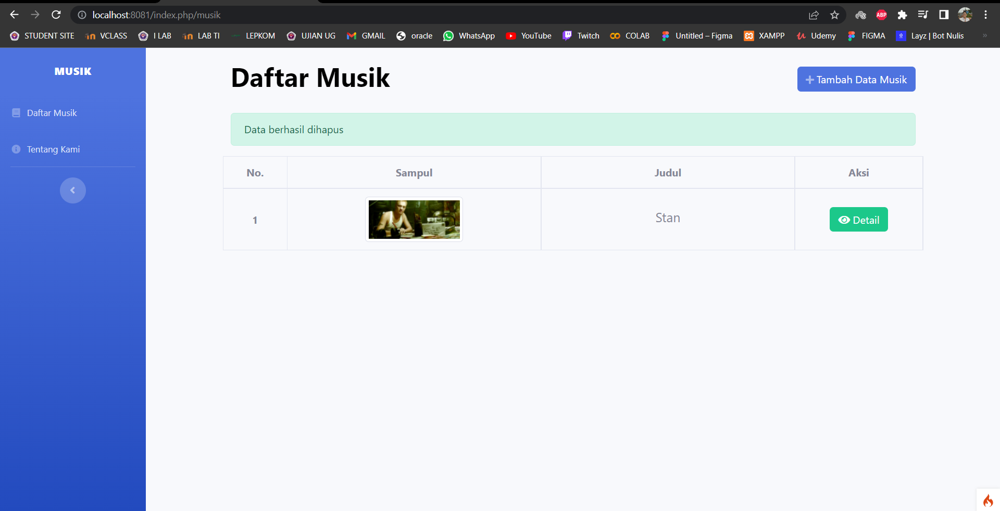 localhost:8081/index.php/musik
ABP
STUDENT SITE VCLASS I LAB LAB TI LEPKOM UJIAN UG GMAIL oracle WhatsApp YouTube Twitch COLAB Untitled – Figma XAMPP Udemy FIGMA Layz | Bot Nulis »
MUSIK
Daftar Musik
Tentang Kami
Daftar Musik
Tambah Data Musik
Data berhasil dihapus
No. Sampul Judul Aksi
1 Stan Detail